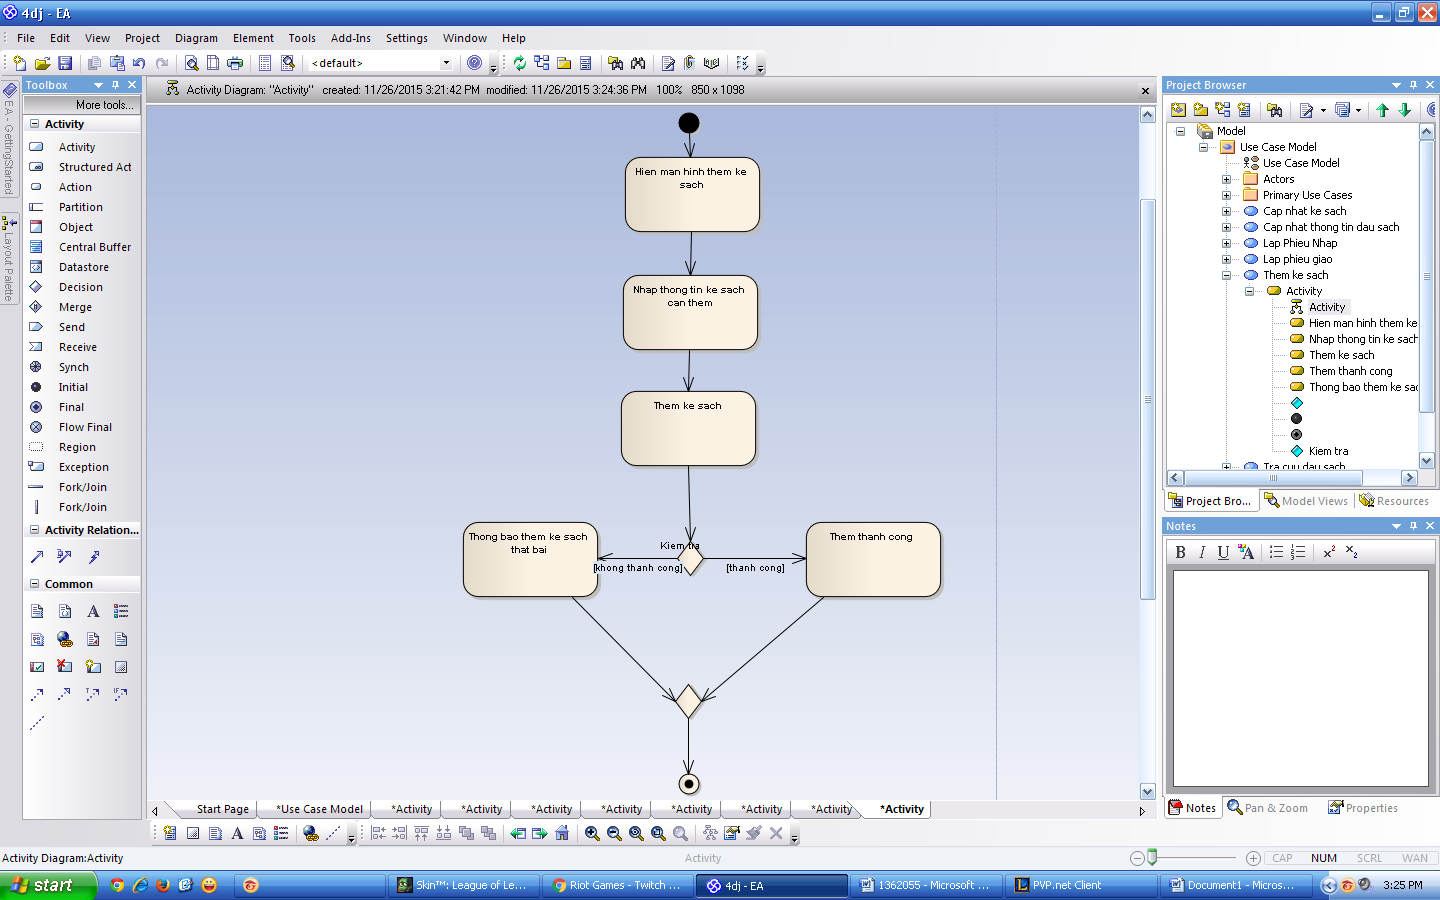 4dj - EA
File Edit View Project Diagram Element Tools Add-Ins Settings Window Help
<default>
Toolbox
More tools...
Activity
Activity
Structured Act
Action
Partition
Object
Central Buffer
Datastore
Decision
Merge
Send
Receive
Synch
Initial
Final
Flow Final
Region
Exception
Fork/Join
Fork/Join
Activity Relation...
Common
EA - GettingStarted
Layout Palette
Activity Diagram: "Activity" created: 11/26/2015 3:21:42 PM modified: 11/26/2015 3:24:36 PM 100% 850 x 1098
Hien man hinh them ke
sach
Nhap thong tin ke sach
can them
Them ke sach
Thong bao them ke sach
that bai
Kiem tra
[khong thanh cong]
[thanh cong]
Them thanh cong
Start Page *Use Case Model *Activity *Activity *Activity *Activity *Activity *Activity *Activity *Activity
Project Browser
Model
Use Case Model
Use Case Model
Actors
Primary Use Cases
Cap nhat ke sach
Cap nhat thong tin dau sach
Lap Phieu Nhap
Lap phieu giao
Them ke sach
Activity
Activity
Hien man hinh them ke
Nhap thong tin ke sach
Them ke sach
Them thanh cong
Thong bao them ke sac
Kiem tra
Tra cuu dau sach
Project Bro... Model Views Resources
Notes
B I U A x² x₂
Notes Pan & Zoom Properties
Activity Diagram:Activity
Activity
CAP NUM SCRL WAN
start
Skin™: League of Le...
Riot Games - Twitch ...
4dj - EA
1362055 - Microsoft ...
PVP.net Client
Document1 - Micros...
3:25 PM